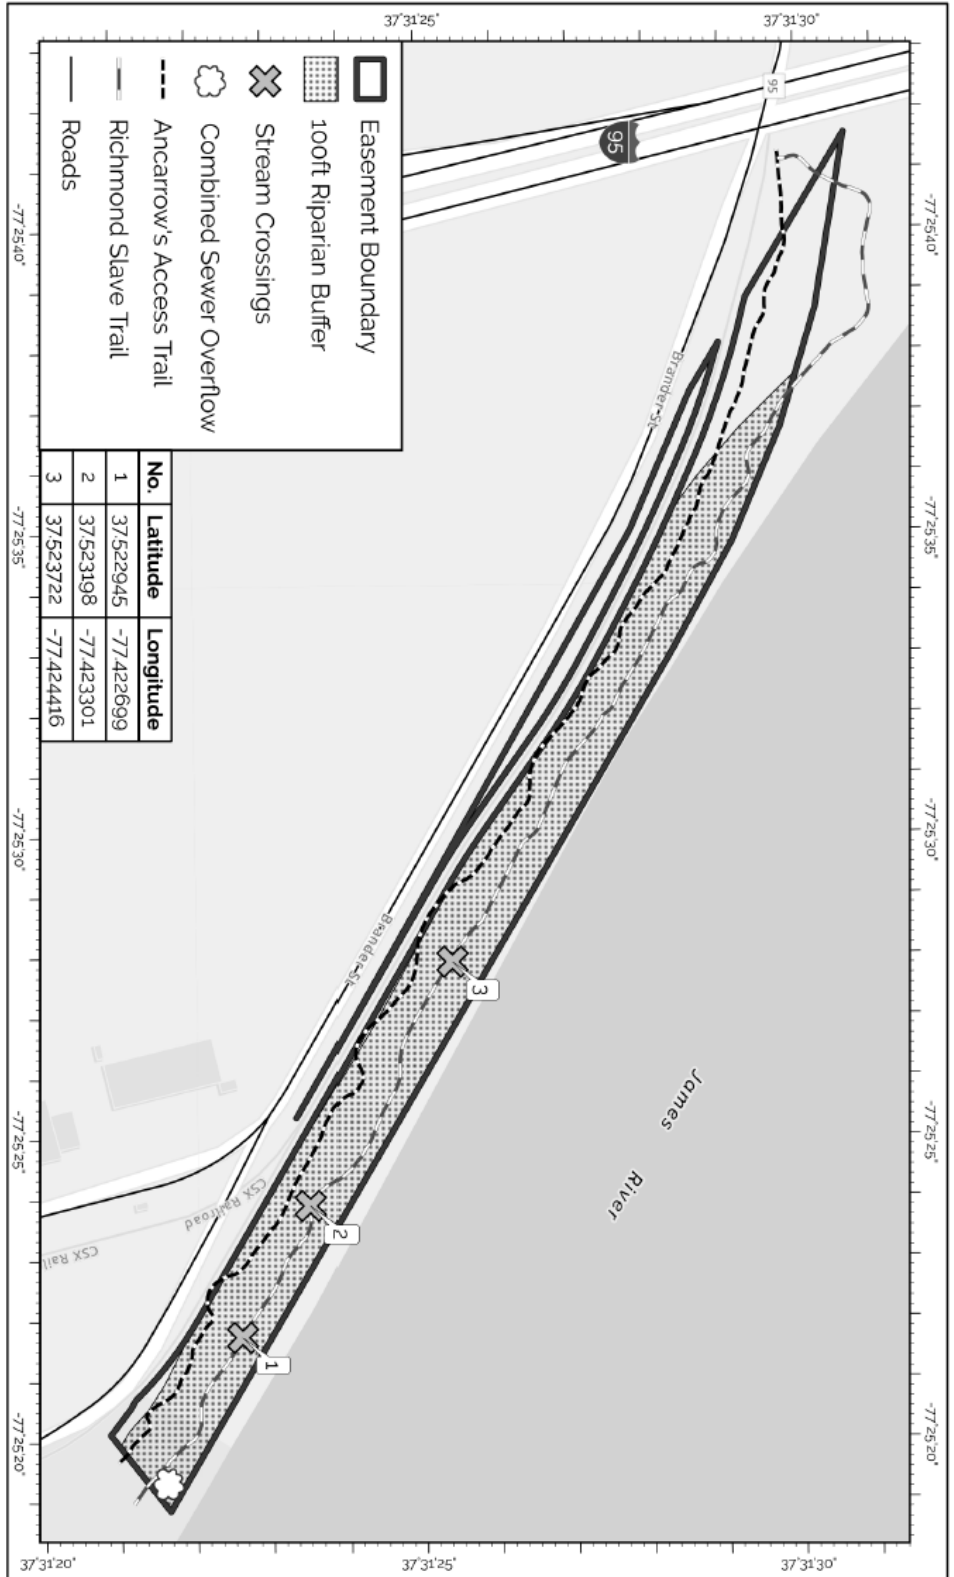 37°31'25"
37°31'30"
95
95
-77°25'40"
-77°25'40"
Easement Boundary
100ft Riparian Buffer
Stream Crossings
Combined Sewer Overflow
Ancarrow's Access Trail
Richmond Slave Trail
Roads
Brander St
No. Latitude Longitude
1 37.522945 -77.422699
2 37.523198 -77.423301
3 37.523722 -77.424416
-77°25'35"
-77°25'35"
-77°25'30"
-77°25'30"
Brander St
3
James
River
-77°25'25"
-77°25'25"
CSX Railroad
CSX Rail
2
1
-77°25'20"
-77°25'20"
37°31'20"
37°31'25"
37°31'30"